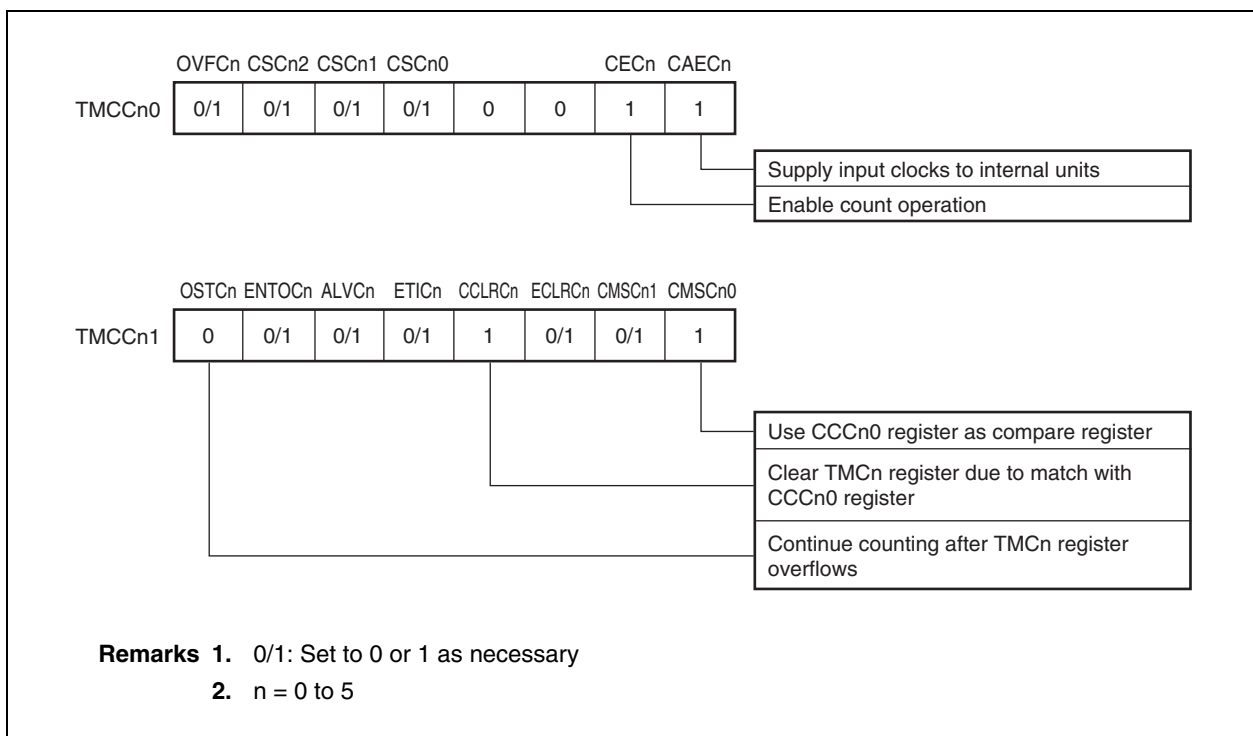 OVFCn CSCn2 CSCn1 CSCn0 CECn CAECn
TMCCn0 0/1 0/1 0/1 0/1 0 0 1 1
Supply input clocks to internal units
Enable count operation
OSTCn ENTOCn ALVCn ETICn CCLRCn ECLRCn CMSCn1 CMSCn0
TMCCn1 0 0/1 0/1 0/1 1 0/1 0/1 1
Use CCCn0 register as compare register
Clear TMCn register due to match with
CCCn0 register
Continue counting after TMCn register
overflows
Remarks 1. 0/1: Set to 0 or 1 as necessary
2. n = 0 to 5